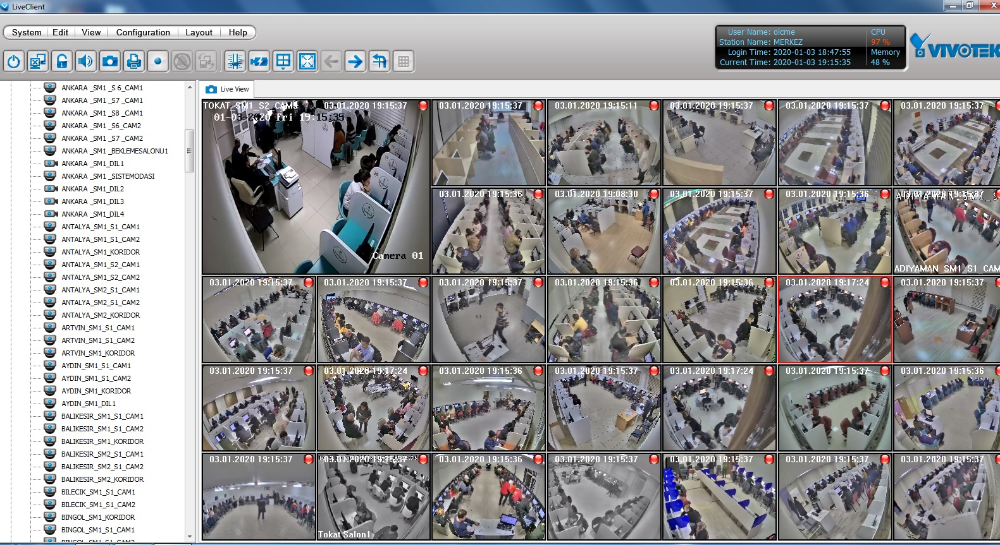 LiveClient
System Edit View Configuration Layout Help
User Name: olcme
Station Name: MERKEZ
Login Time: 2020-01-03 18:47:55
Current Time: 2020-01-03 19:15:35
CPU
97 %
Memory
48 %
VIVOTEK
ANKARA _SM1 _S 6_CAM1
ANKARA _SM1 _S7 _CAM1
ANKARA _SM1 _S8 _CAM1
ANKARA _SM1 _S6_CAM2
ANKARA _SM1 _S7_CAM2
ANKARA _SM1 _BEKLEMESALONU1
ANKARA _SM1_DIL1
ANKARA _SM1 _SISTEMODASI
ANKARA _SM1_DIL2
ANKARA _SM1_DIL3
ANKARA _SM1_DIL4
ANTALYA_SM1_S1_CAM1
ANTALYA_SM1_S1_CAM2
ANTALYA_SM1_KORIDOR
ANTALYA_SM1_S2_CAM1
ANTALYA_SM1_S2_CAM2
ANTALYA_SM2_S1_CAM1
ANTALYA_SM2_S1_CAM2
ANTALYA_SM2_KORIDOR
ARTVIN_SM1_S1_CAM1
ARTVIN_SM1_S1_CAM2
ARTVIN_SM1_KORIDOR
AYDIN_SM1_S1_CAM1
AYDIN_SM1_S1_CAM2
AYDIN_SM1_KORIDOR
AYDIN_SM1_DIL1
BALIKESIR_SM1_S1_CAM1
BALIKESIR_SM1_S1_CAM2
BALIKESIR_SM1_KORIDOR
BALIKESIR_SM2_S1_CAM1
BALIKESIR_SM2_S1_CAM2
BALIKESIR_SM2_KORIDOR
BILECIK_SM1_S1_CAM1
BILECIK_SM1_S1_CAM2
BINGOL_SM1_KORIDOR
BINGOL_SM1_S1_CAM1
BINGOL_SM1_S1_CAM2
Live View
TOKAT_SM1_S2_CAM3 03.01.2020 19:15:37
01-03-2020 Fri 19:15:35
Camera 01
03.01.2020 19:15:37
03.01.2020 19:15:11
03.01.2020 19:15:37
03.01.2020 19:15:37
03.01.2020 19:15:37
03.01.2020 19:15:36
03.01.2020 19:08:30
03.01.2020 19:15:37
03.01.2020 19:15:36
03.01.2020 19:15:37
ADIYAMAN_SM1_S
ADIYAMAN_SM1_S1_CAM
03.01.2020 19:15:37
03.01.2020 19:15:37
03.01.2020 19:15:37
03.01.2020 19:15:36
03.01.2020 19:15:36
03.01.2020 19:17:24
03.01.2020 19:15:37
03.01.2020 19:15:37
03.01.2020 19:17:24
03.01.2020 19:15:36
03.01.2020 19:15:37
03.01.2020 19:17:24
03.01.2020 19:15:37
03.01.2020 19:15:36
03.01.2020 19:15:37
03.01.2020 19:15:37
Tokat Salon1
03.01.2020 19:15:36
03.01.2020 19:15:37
03.01.2020 19:15:37
03.01.2020 19:15:37
03.01.2020 19:15:37